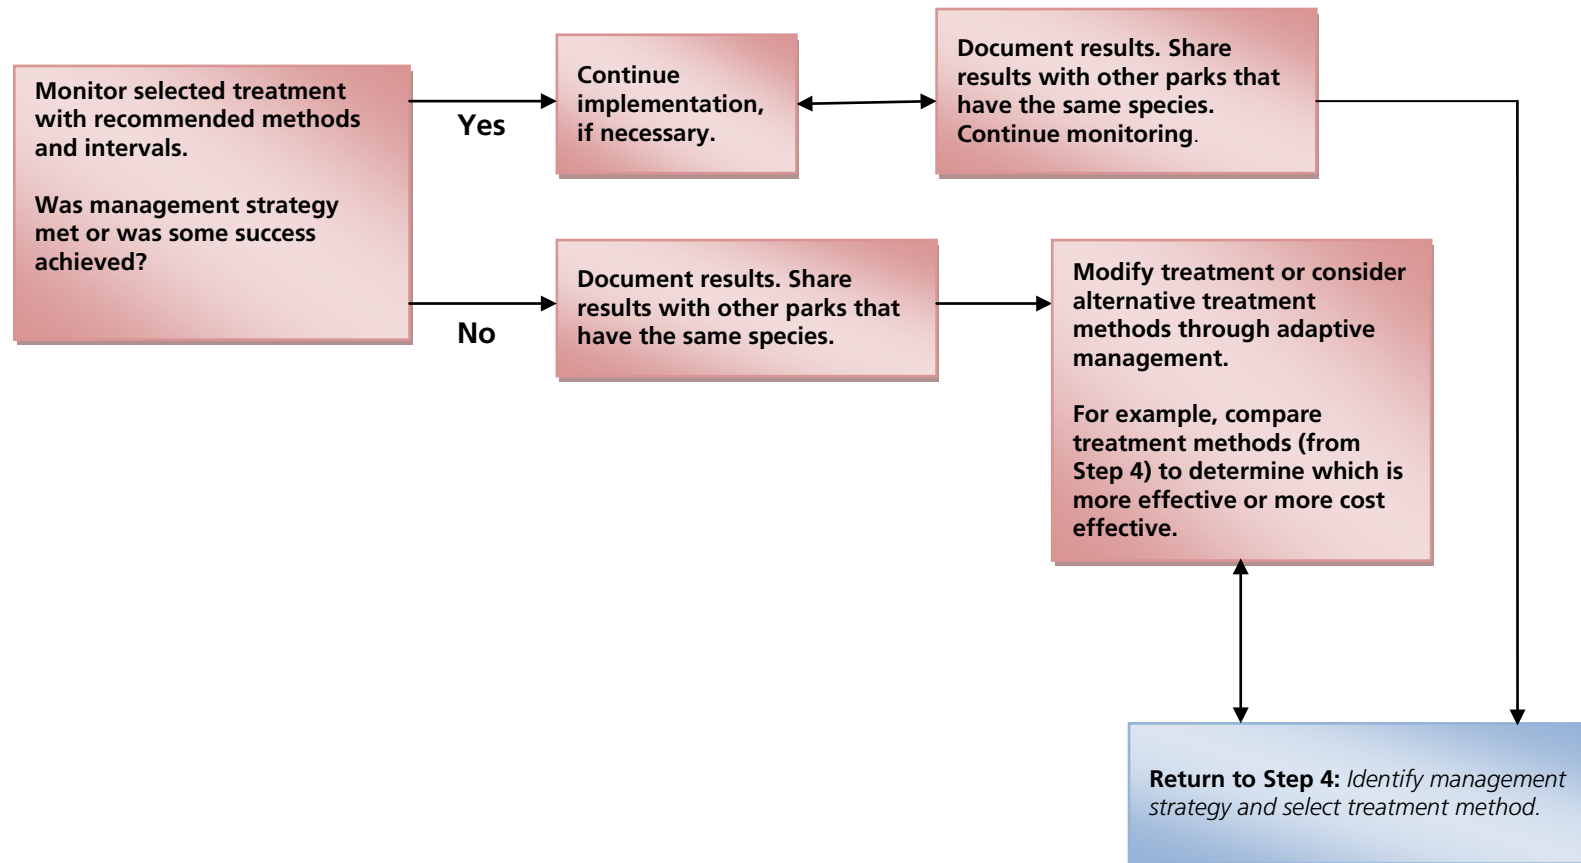 Monitor selected treatment
with recommended methods
and intervals.
Was management strategy
met or was some success
achieved?
Yes
Continue
implementation,
if necessary.
Document results. Share
results with other parks that
have the same species.
Continue monitoring.
No
Document results. Share
results with other parks that
have the same species.
Modify treatment or consider
alternative treatment
methods through adaptive
management.
For example, compare
treatment methods (from
Step 4) to determine which is
more effective or more cost
effective.
Return to Step 4: Identify management
strategy and select treatment method.